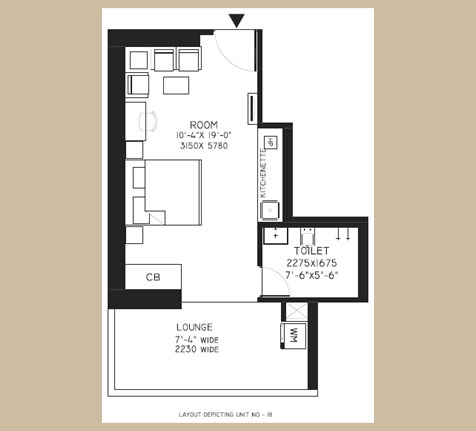 ROOM
10'-4"X 19'-0"
3150X 5780
KITCHENETTE
HP
TOILET
2275x1675
7'-6"x5'-6"
CB
LOUNGE
7'-4" WIDE
2230 WIDE
WM
LAYOUT DEPICTING UNIT NO - 18